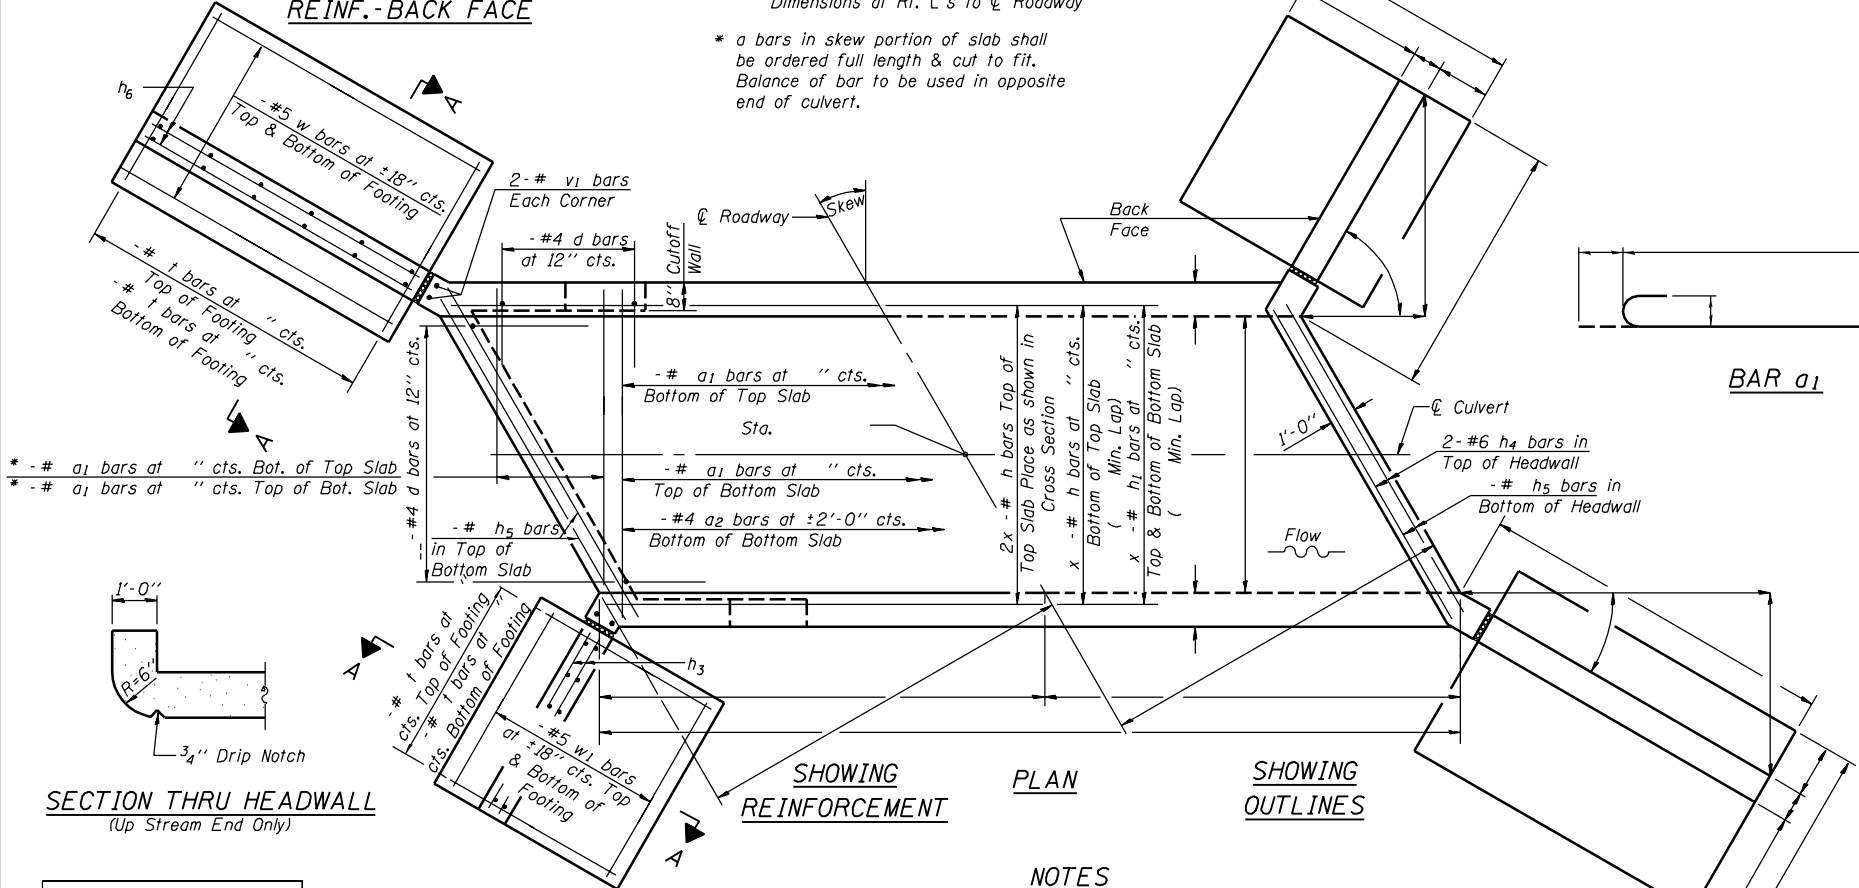 REINF.-BACK FACE
Dimensions at Rt. L's to ℄ Roadway
* a bars in skew portion of slab shall
be ordered full length & cut to fit.
Balance of bar to be used in opposite
end of culvert.
h6
-#5 w bars at ±18" cts.
Top & Bottom of Footing
A
2-# v1 bars
Each Corner
-#4 d bars
at 12" cts.
8" Cutoff
Wall
℄ Roadway
Skew
Back
Face
-# t bars at " cts.
Top of Footing
-# t bars at " cts.
Bottom of Footing
A
-#4 d bars at 12" cts.
-# a1 bars at " cts.
Bottom of Top Slab
Sta.
* -# a1 bars at " cts. Bot. of Top Slab
* -# a1 bars at " cts. Top of Bot. Slab
-# a1 bars at " cts.
Top of Bottom Slab
-#4 a2 bars at ±2'-0" cts.
Bottom of Bottom Slab
-# h5 bars
in Top of
Bottom Slab
2x -# h bars Top of
Top Slab Place as shown in
Cross Section
x -# h bars at " cts.
Bottom of Top Slab
( Min. Lap)
x -# h1 bars at " cts.
Top & Bottom of Bottom Slab
( Min. Lap)
1'-0"
℄ Culvert
2-#6 h4 bars in
Top of Headwall
-# h5 bars in
Bottom of Headwall
Flow
BAR a1
1'-0"
R=6"
3/4" Drip Notch
SECTION THRU HEADWALL
(Up Stream End Only)
A
-# t bars at "
cts. Top of Footing
-# t bars at "
cts. Bottom of Footing
h3
-#5 w1 bars
at ±18" cts. Top
& Bottom of
Footing
A
SHOWING
REINFORCEMENT
PLAN
SHOWING
OUTLINES
NOTES